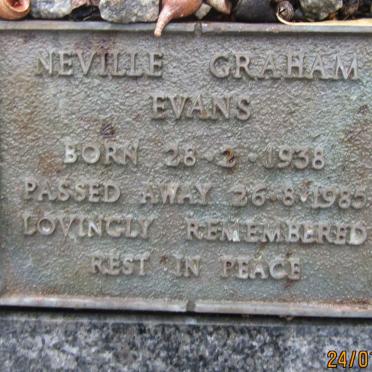 NEVILLE GRAHAM
EVANS
BORN 28·2·1938
PASSED AWAY 26·8·1985
LOVINGLY REMEMBERED
REST IN PEACE
24/0